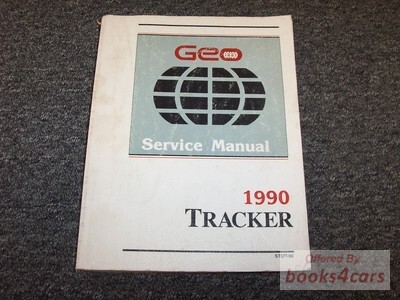 Geo
Service Manual
1990
TRACKER
Offered By:
books4cars